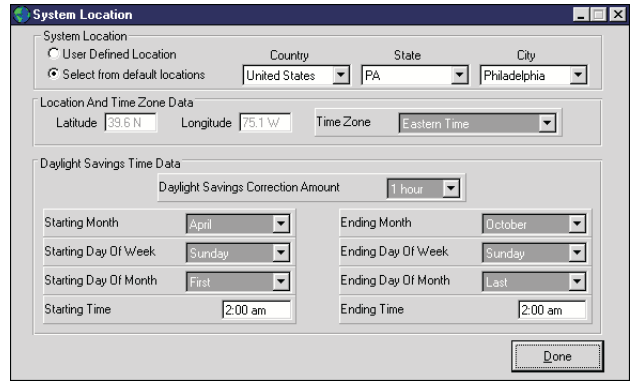 System Location
System Location
User Defined Location
Select from default locations
Country
State
City
United States
PA
Philadelphia
Location And Time Zone Data
Latitude 39.6 N Longitude 75.1 W Time Zone Eastern Time
Daylight Savings Time Data
Daylight Savings Correction Amount 1 hour
Starting Month April Ending Month October
Starting Day Of Week Sunday Ending Day Of Week Sunday
Starting Day Of Month First Ending Day Of Month Last
Starting Time 2:00 am Ending Time 2:00 am
Done